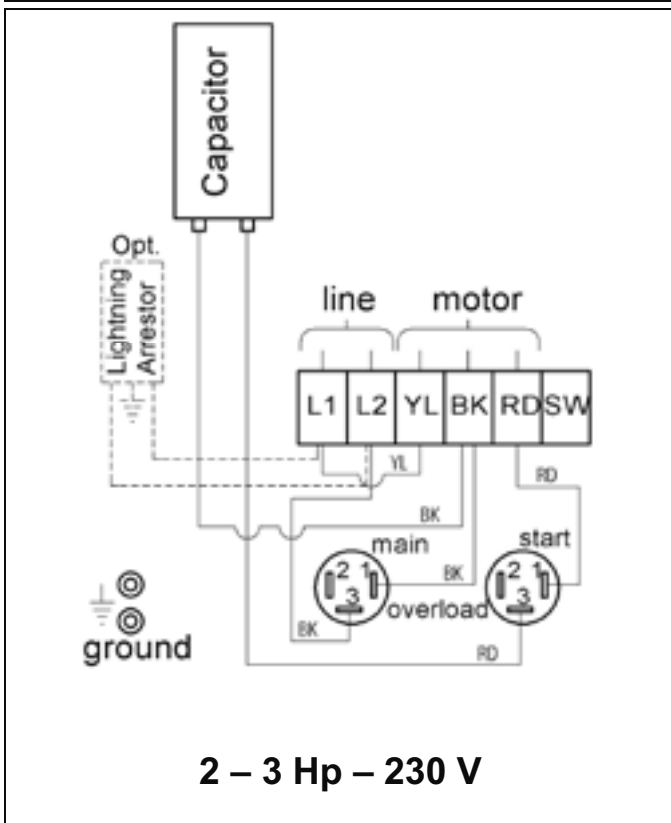 Capacitor
Opt.
Lightning
Arrestor
line motor
L1 L2 YL BK RD SW
YL
RD
BK
main
start
2 1
3
BK
2 1
3
overload
BK
ground
RD
2 – 3 Hp – 230 V